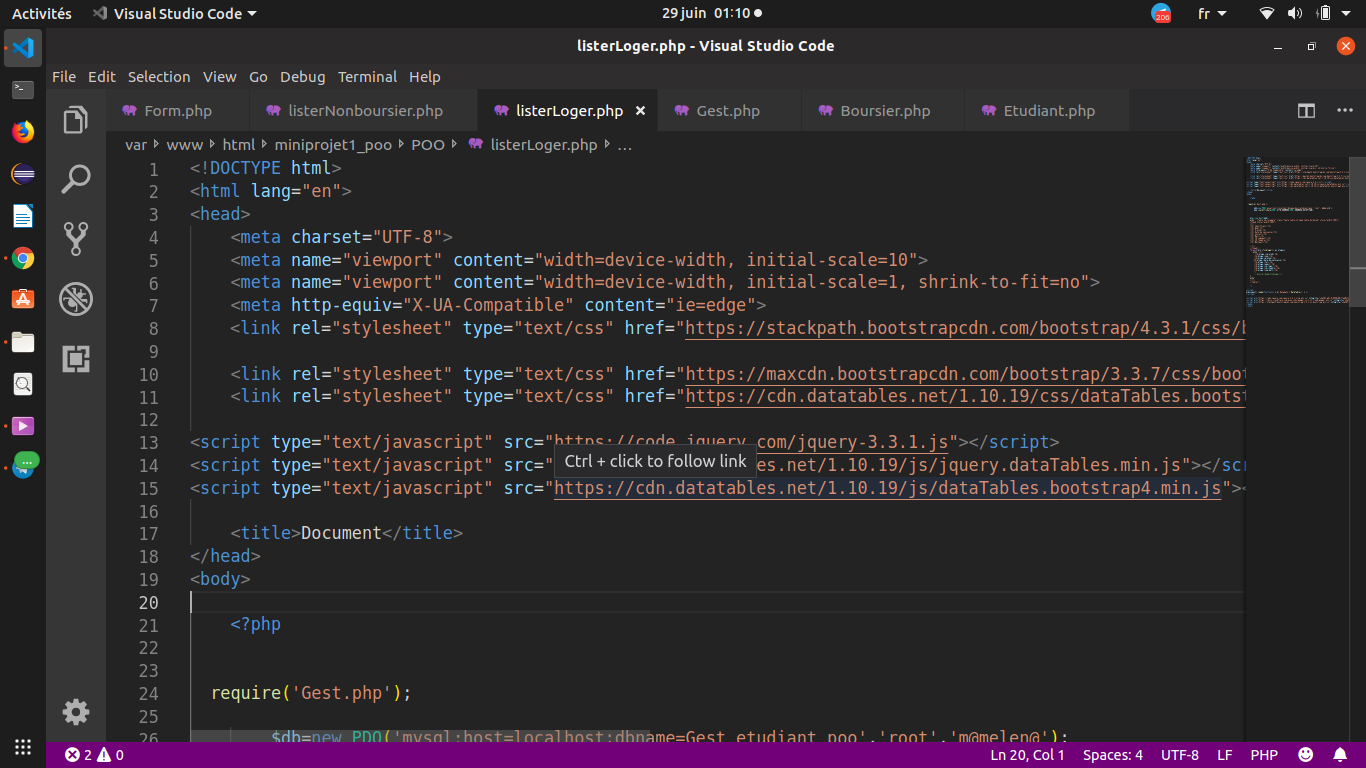 Activités Visual Studio Code 29 juin 01:10 206 fr
listerLoger.php - Visual Studio Code
File Edit Selection View Go Debug Terminal Help
Form.php listerNonboursier.php listerLoger.php Gest.php Boursier.php Etudiant.php
var www html miniprojet1_poo POO listerLoger.php ...
1 <!DOCTYPE html>
2 <html lang="en">
3 <head>
4 <meta charset="UTF-8">
5 <meta name="viewport" content="width=device-width, initial-scale=10">
6 <meta name="viewport" content="width=device-width, initial-scale=1, shrink-to-fit=no">
7 <meta http-equiv="X-UA-Compatible" content="ie=edge">
8 <link rel="stylesheet" type="text/css" href="https://stackpath.bootstrapcdn.com/bootstrap/4.3.1/css/b
9
10 <link rel="stylesheet" type="text/css" href="https://maxcdn.bootstrapcdn.com/bootstrap/3.3.7/css/boot
11 <link rel="stylesheet" type="text/css" href="https://cdn.datatables.net/1.10.19/css/dataTables.bootst
12
13 <script type="text/javascript" src="https://code.jquery.com/jquery-3.3.1.js"></script>
14 <script type="text/javascript" src=" es.net/1.10.19/js/jquery.dataTables.min.js"></scr
Ctrl + click to follow link
15 <script type="text/javascript" src="https://cdn.datatables.net/1.10.19/js/dataTables.bootstrap4.min.js"><
16
17 <title>Document</title>
18 </head>
19 <body>
20
21 <?php
22
23
24 require('Gest.php');
25
26 $db=new PDO('mysql:host=localhost;dbname=Gest_etudiant_poo','root','m@melen@');
2 0 Ln 20, Col 1 Spaces: 4 UTF-8 LF PHP